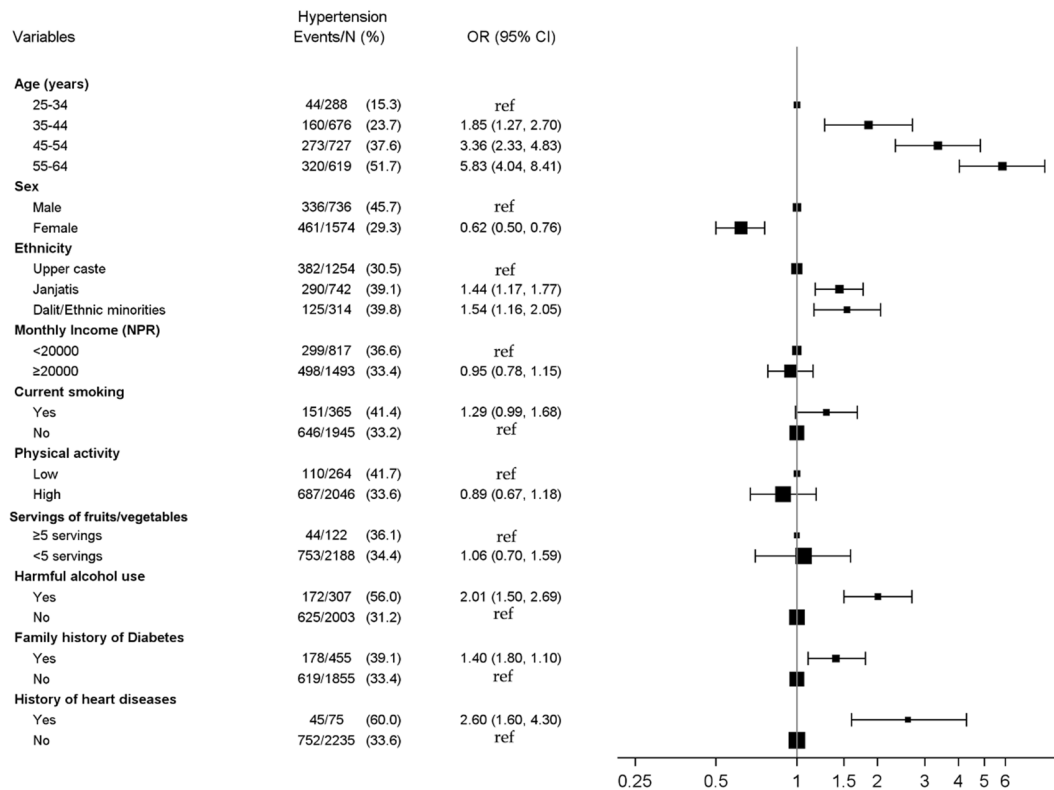 Hypertension
Variables Events/N (%) OR (95% CI)
Age (years)
25-34 44/288 (15.3) ref
35-44 160/676 (23.7) 1.85 (1.27, 2.70)
45-54 273/727 (37.6) 3.36 (2.33, 4.83)
55-64 320/619 (51.7) 5.83 (4.04, 8.41)
Sex
Male 336/736 (45.7) ref
Female 461/1574 (29.3) 0.62 (0.50, 0.76)
Ethnicity
Upper caste 382/1254 (30.5) ref
Janjatis 290/742 (39.1) 1.44 (1.17, 1.77)
Dalit/Ethnic minorities 125/314 (39.8) 1.54 (1.16, 2.05)
Monthly Income (NPR)
<20000 299/817 (36.6) ref
≥20000 498/1493 (33.4) 0.95 (0.78, 1.15)
Current smoking
Yes 151/365 (41.4) 1.29 (0.99, 1.68)
No 646/1945 (33.2) ref
Physical activity
Low 110/264 (41.7) ref
High 687/2046 (33.6) 0.89 (0.67, 1.18)
Servings of fruits/vegetables
≥5 servings 44/122 (36.1) ref
<5 servings 753/2188 (34.4) 1.06 (0.70, 1.59)
Harmful alcohol use
Yes 172/307 (56.0) 2.01 (1.50, 2.69)
No 625/2003 (31.2) ref
Family history of Diabetes
Yes 178/455 (39.1) 1.40 (1.80, 1.10)
No 619/1855 (33.4) ref
History of heart diseases
Yes 45/75 (60.0) 2.60 (1.60, 4.30)
No 752/2235 (33.6) ref
0.25 0.5 1 1.5 2 3 4 5 6